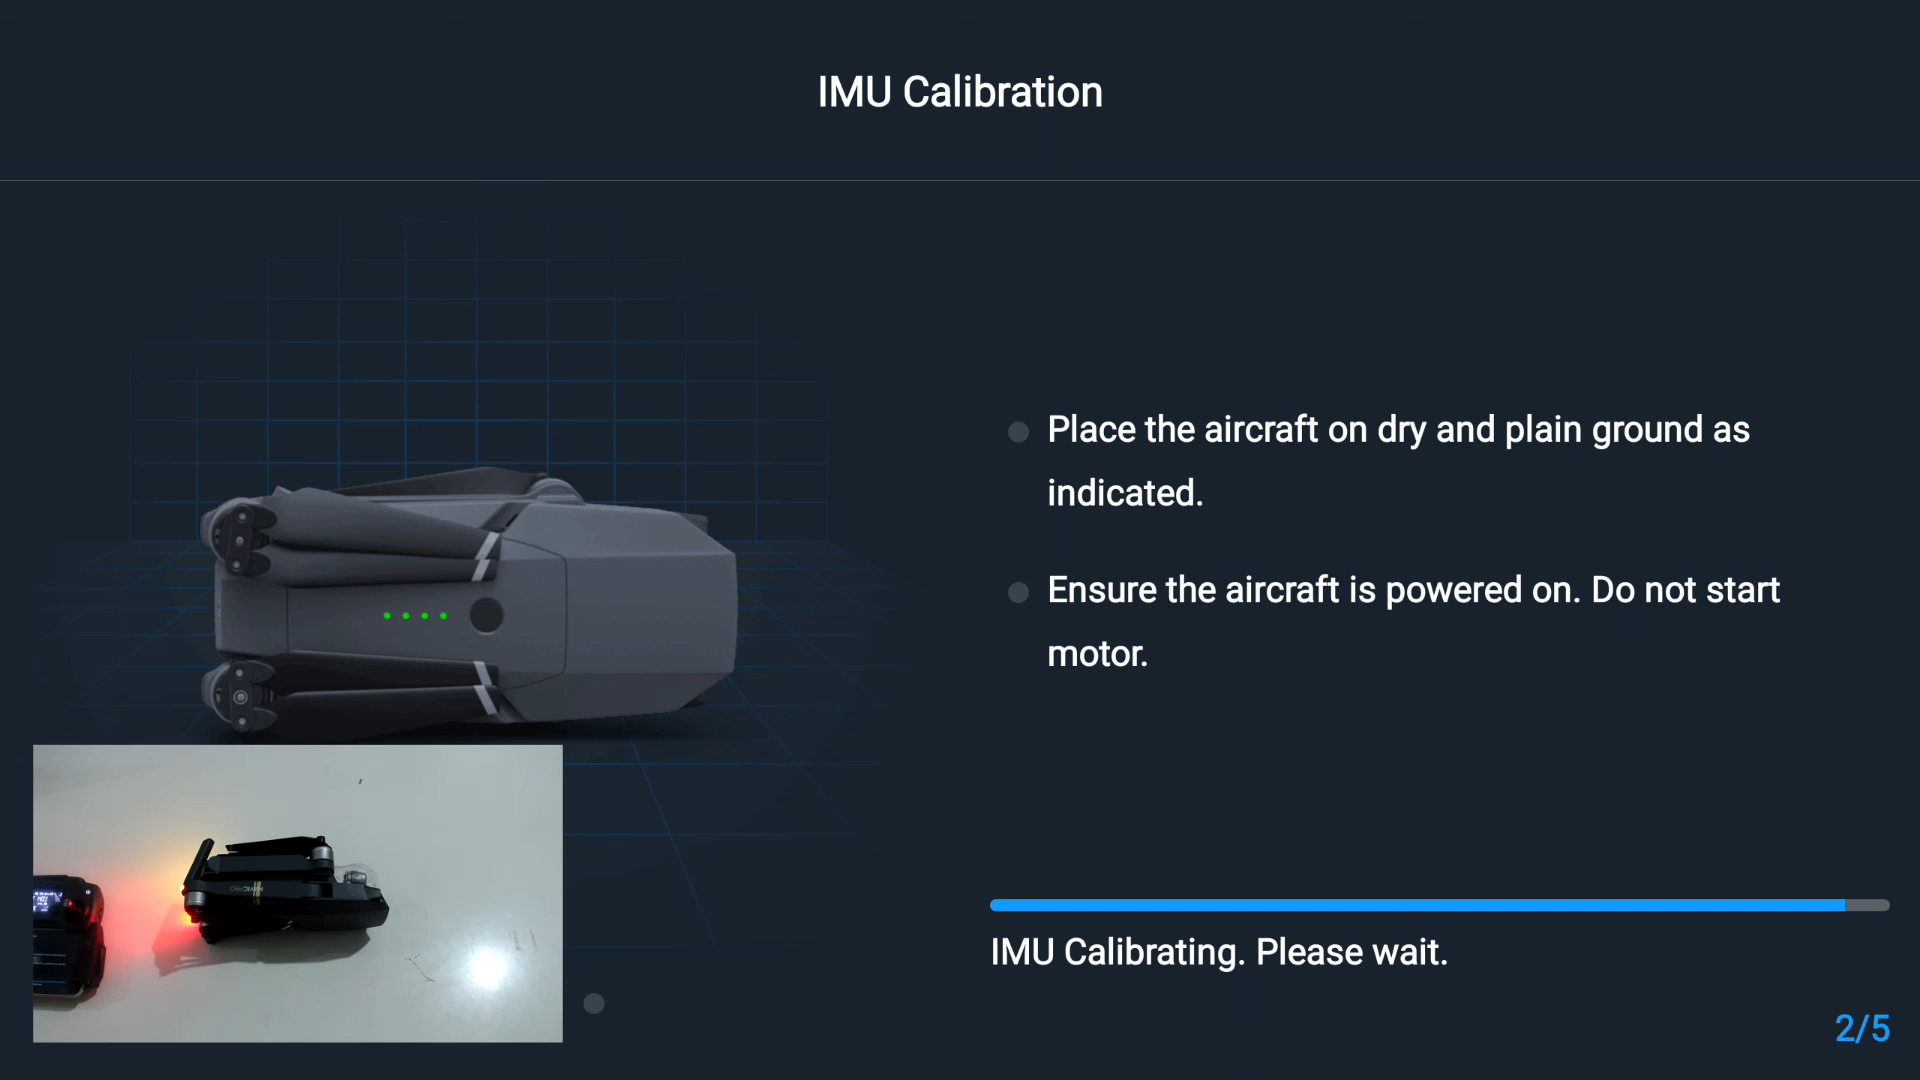 IMU Calibration
Place the aircraft on dry and plain ground as
indicated.
Ensure the aircraft is powered on. Do not start
motor.
IMU Calibrating. Please wait.
2/5